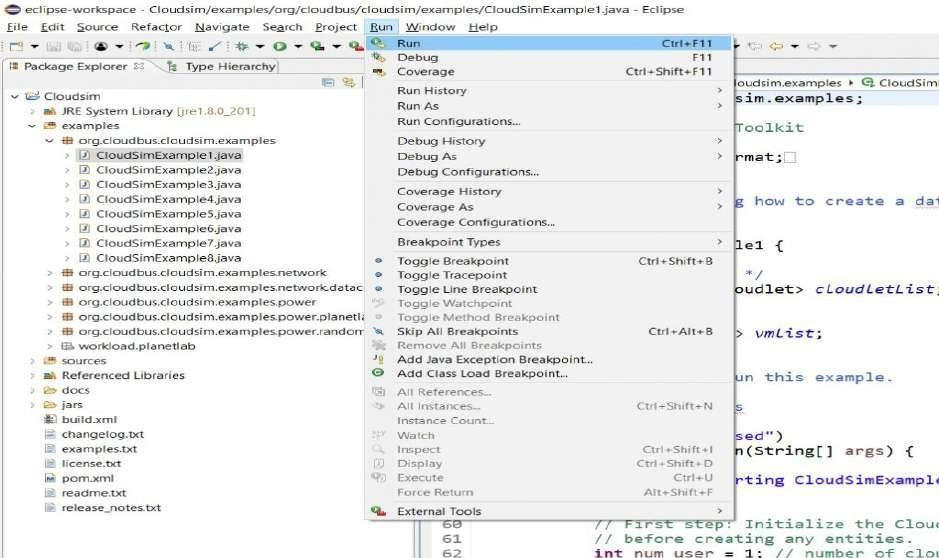 eclipse-workspace - Cloudsim/examples/org/cloudbus/cloudsim/examples/CloudSimExample1.java - Eclipse
File Edit Source Refactor Navigate Search Project Run Window Help
Package Explorer Type Hierarchy
Cloudsim
JRE System Library [jre1.8.0_201]
examples
org.cloudbus.cloudsim.examples
CloudSimExample1.java
CloudSimExample2.java
CloudSimExample3.java
CloudSimExample4.java
CloudSimExample5.java
CloudSimExample6.java
CloudSimExample7.java
CloudSimExample8.java
org.cloudbus.cloudsim.examples.network
org.cloudbus.cloudsim.examples.network.datac
org.cloudbus.cloudsim.examples.power
org.cloudbus.cloudsim.examples.power.planetla
org.cloudbus.cloudsim.examples.power.random
workload.planetlab
sources
Referenced Libraries
docs
jars
build.xml
changelog.txt
examples.txt
license.txt
pom.xml
readme.txt
release_notes.txt
Run Ctrl+F11
Debug F11
Coverage Ctrl+Shift+F11
Run History
Run As
Run Configurations...
Debug History
Debug As
Debug Configurations...
Coverage History
Coverage As
Coverage Configurations...
Breakpoint Types
Toggle Breakpoint Ctrl+Shift+B
Toggle Tracepoint
Toggle Line Breakpoint
Toggle Watchpoint
Toggle Method Breakpoint
Skip All Breakpoints Ctrl+Alt+B
Remove All Breakpoints
Add Java Exception Breakpoint...
Add Class Load Breakpoint...
All References...
All Instances... Ctrl+Shift+N
Instance Count...
Watch
Inspect Ctrl+Shift+I
Display Ctrl+Shift+D
Execute Ctrl+U
Force Return Alt+Shift+F
External Tools
loudsim.examples CloudSim
sim.examples;
Toolkit
rmat;
g how to create a dat
le1 {
*/
oudlet> cloudletList;
> vmList;
un this example.
s
sed")
n(String[] args) {
rting CloudSimExample
60 // First step: Initialize the Clou
61 // before creating any entities.
62 int num_user = 1; // number of clou